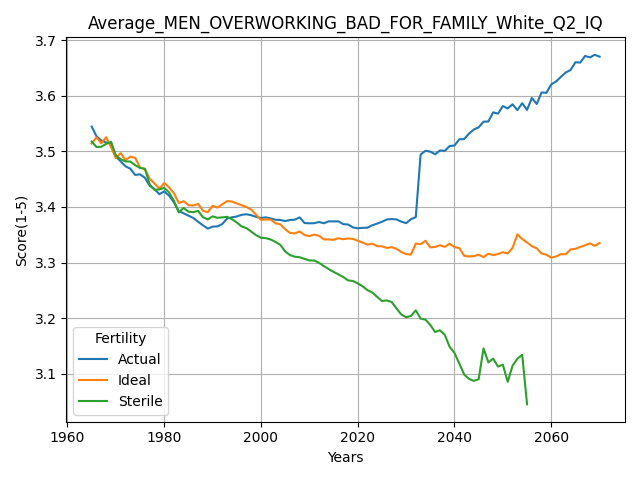 Average_MEN_OVERWORKING_BAD_FOR_FAMILY_White_Q2_IQ
3.7
3.6
3.5
3.4
3.3
3.2
3.1
Score(1-5)
Fertility
Actual
Ideal
Sterile
1960 1980 2000 2020 2040 2060
Years